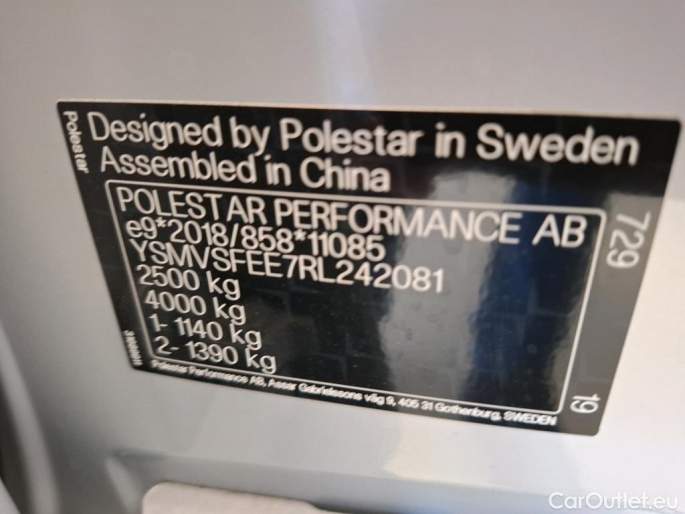 Polestar
Designed by Polestar in Sweden
Assembled in China
POLESTAR PERFORMANCE AB
e9*2018/858*11085
YSMVSFEE7RL242081
2500 kg
4000 kg
1- 1140 kg
2- 1390 kg
729
19
Polestar Performance AB, Assar Gabrielssons väg 9, 405 31 Gothenburg, SWEDEN
CarOutlet.eu